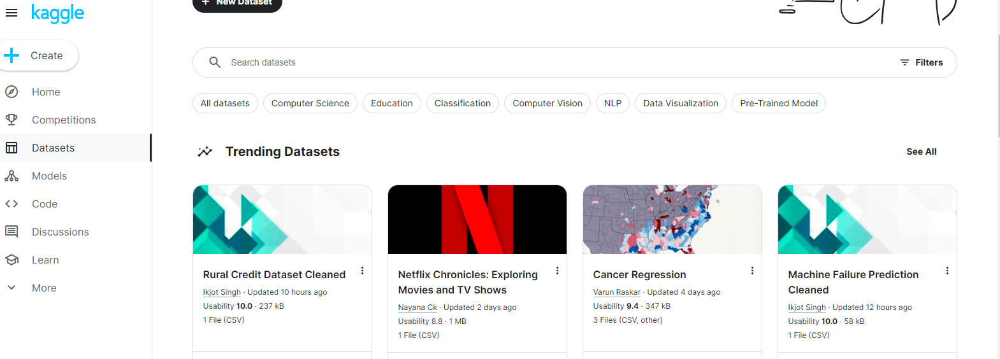 kaggle
Create
Home
Competitions
Datasets
Models
Code
Discussions
Learn
More
+ New Dataset
Search datasets
Filters
All datasets
Computer Science
Education
Classification
Computer Vision
NLP
Data Visualization
Pre-Trained Model
Trending Datasets
See All
Rural Credit Dataset Cleaned
Ikjot Singh · Updated 10 hours ago
Usability 10.0 · 237 kB
1 File (CSV)
Netflix Chronicles: Exploring
Movies and TV Shows
Nayana Ck · Updated 2 days ago
Usability 8.8 · 1 MB
1 File (CSV)
Cancer Regression
Varun Raskar · Updated 4 days ago
Usability 9.4 · 347 kB
3 Files (CSV, other)
Machine Failure Prediction
Cleaned
Ikjot Singh · Updated 12 hours ago
Usability 10.0 · 58 kB
1 File (CSV)